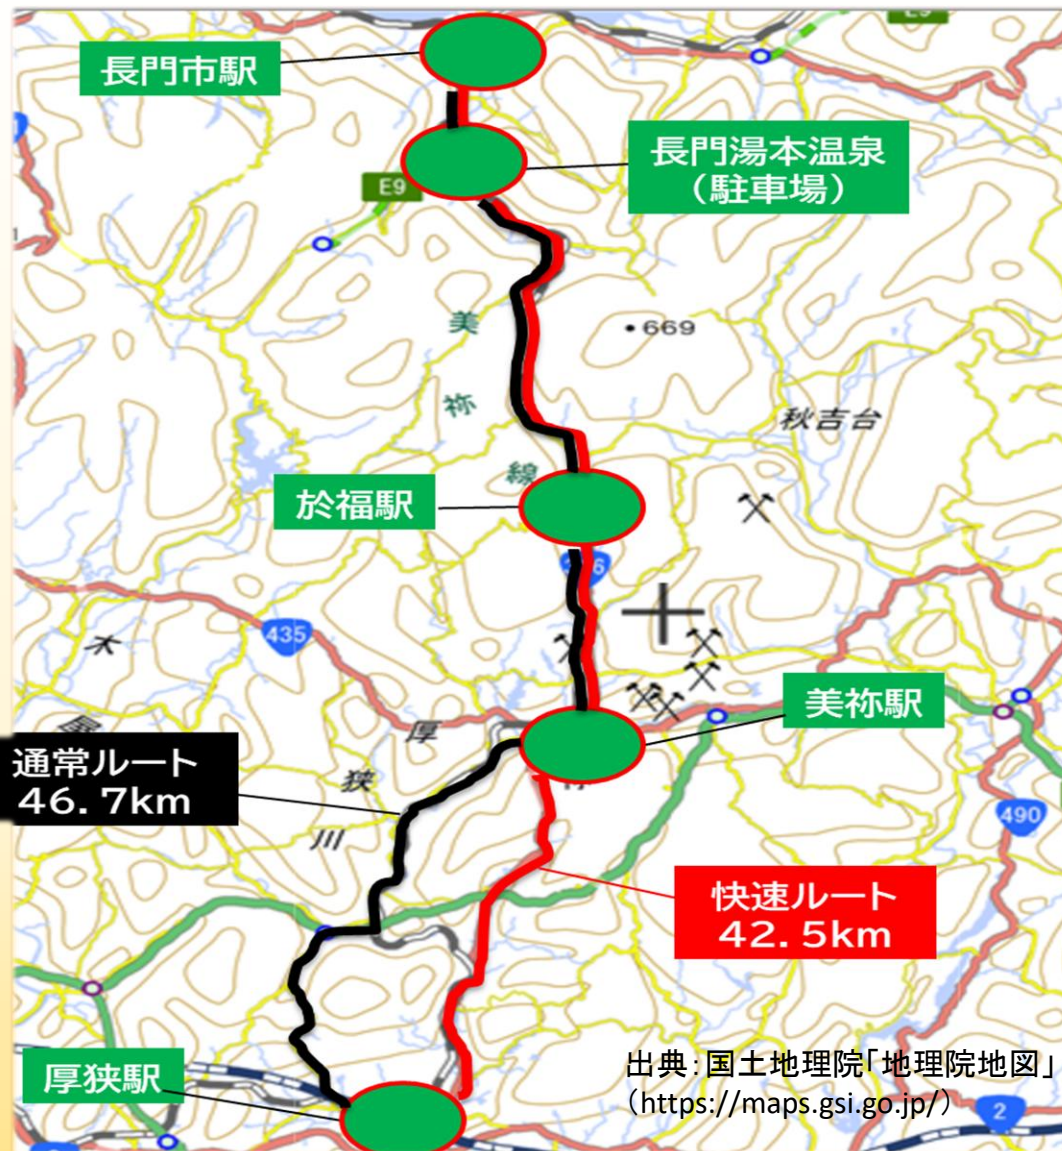 長門市駅
長門湯本温泉
（駐車場）
E9
美
祢
線
・669
秋吉台
於福駅
435
木
厚
狭
川
美祢駅
通常ルート
46．7km
490
快速ルート
42．5km
厚狭駅
出典：国土地理院「地理院地図」
（https://maps.gsi.go.jp/）
2